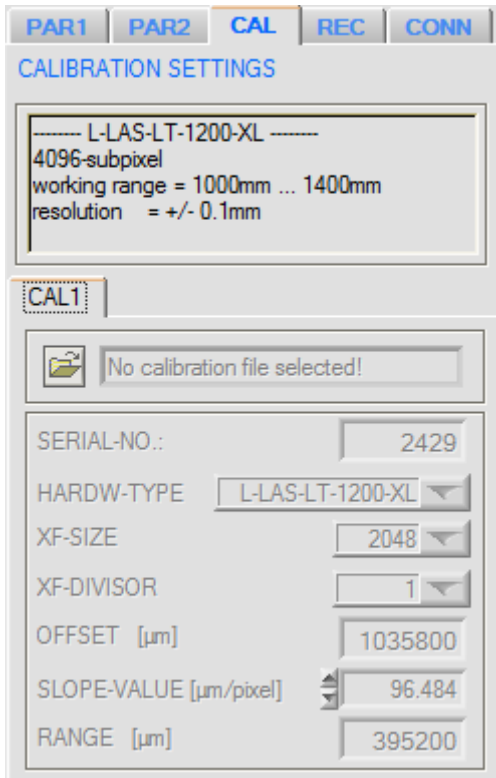 PAR1 PAR2 CAL REC CONN
CALIBRATION SETTINGS
-------- L-LAS-LT-1200-XL --------
4096-subpixel
working range = 1000mm ... 1400mm
resolution = +/- 0.1mm
CAL1
No calibration file selected!
SERIAL-NO.: 2429
HARDW-TYPE L-LAS-LT-1200-XL
XF-SIZE 2048
XF-DIVISOR 1
OFFSET [µm] 1035800
SLOPE-VALUE [µm/pixel] 96.484
RANGE [µm] 395200